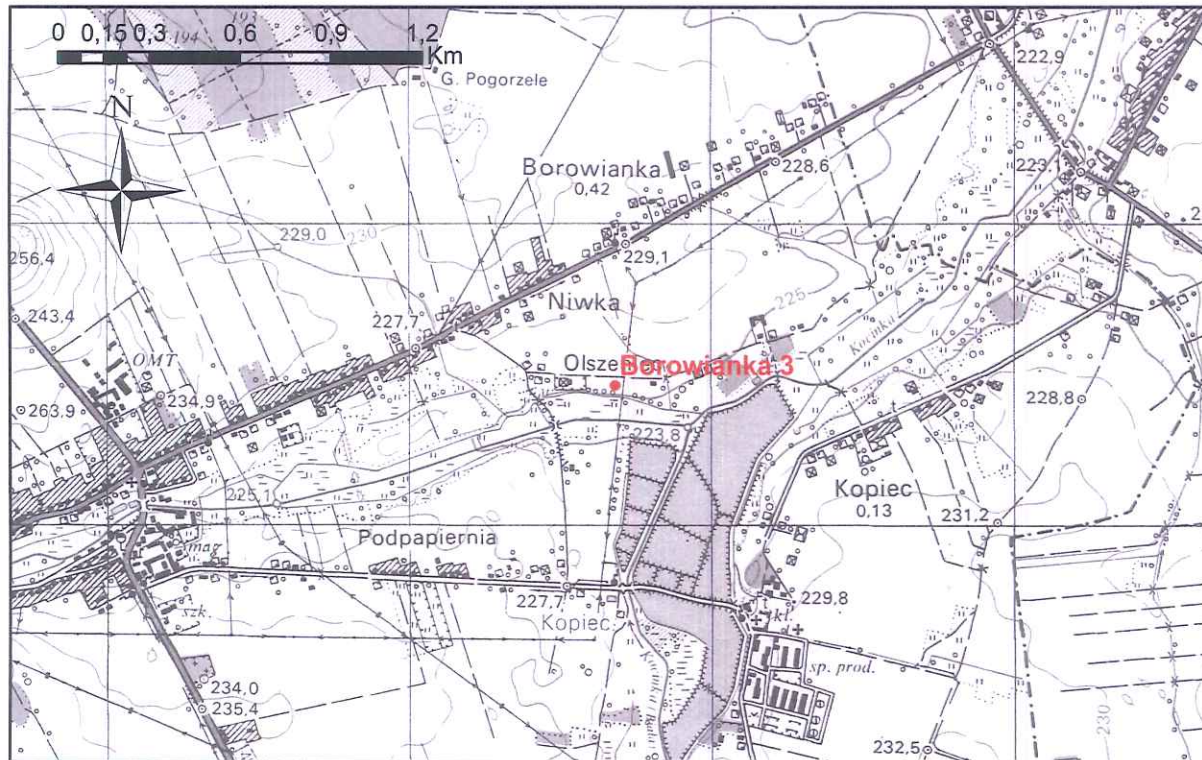 0 0,15 0,3 0,6 0,9 1,2
Km
194
G. Pogorzele
N
222,9
223,
228,6
Borowianka
0,42
229,0
230
256,4
229,1
Niwka
225
243,4
227,7
OMT
Kocinka
Borowianka 3
263,9
234,9
228,8
223,8
Kopiec
0,13
225,1
231,2
Podpapiernia
mag.
227,7
229,8
szk.
Kopiec
kl.
sp. prod.
234,0
235,4
230
232,5